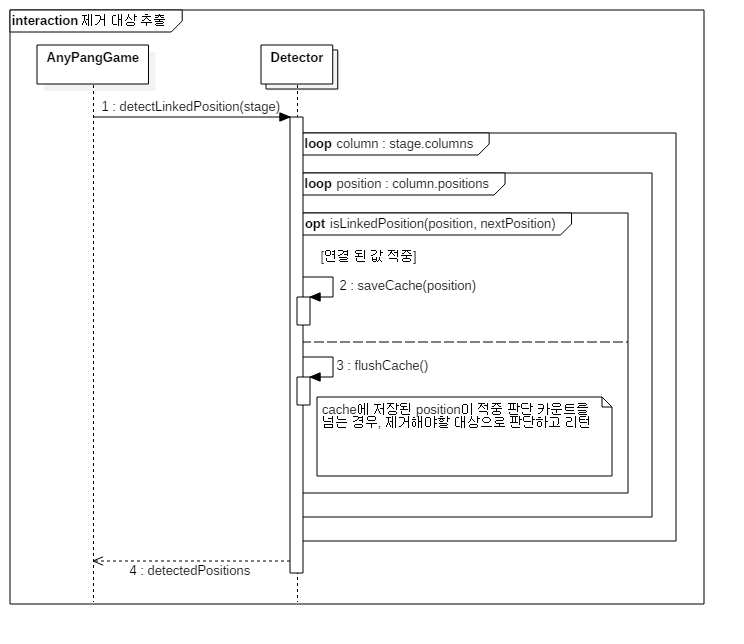 interaction 제거 대상 추출
AnyPangGame
Detector
1 : detectLinkedPosition(stage)
loop column : stage.columns
loop position : column.positions
opt isLinkedPosition(position, nextPosition)
[연결 된 값 적중]
2 : saveCache(position)
3 : flushCache()
cache에 저장된 position이 적중 판단 카운트를
넘는 경우, 제거해야할 대상으로 판단하고 리턴
4 : detectedPositions